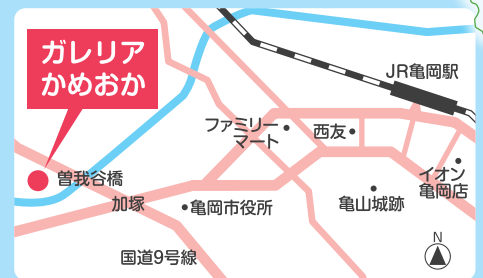 ガレリア
かめおか
JR亀岡駅
ファミリー
マート
西友
イオン
亀岡店
曽我谷橋
加塚
亀岡市役所
亀山城跡
国道9号線
N